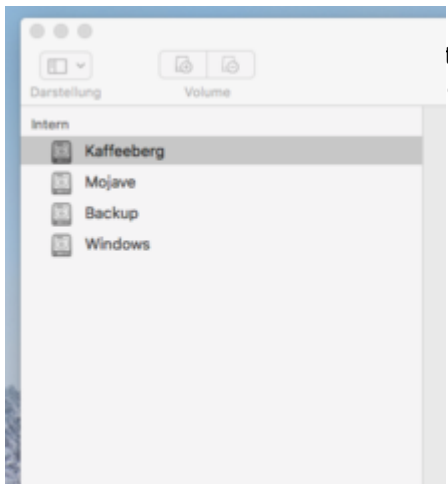 Darstellung Volume
Intern
Kaffeeberg
Mojave
Backup
Windows